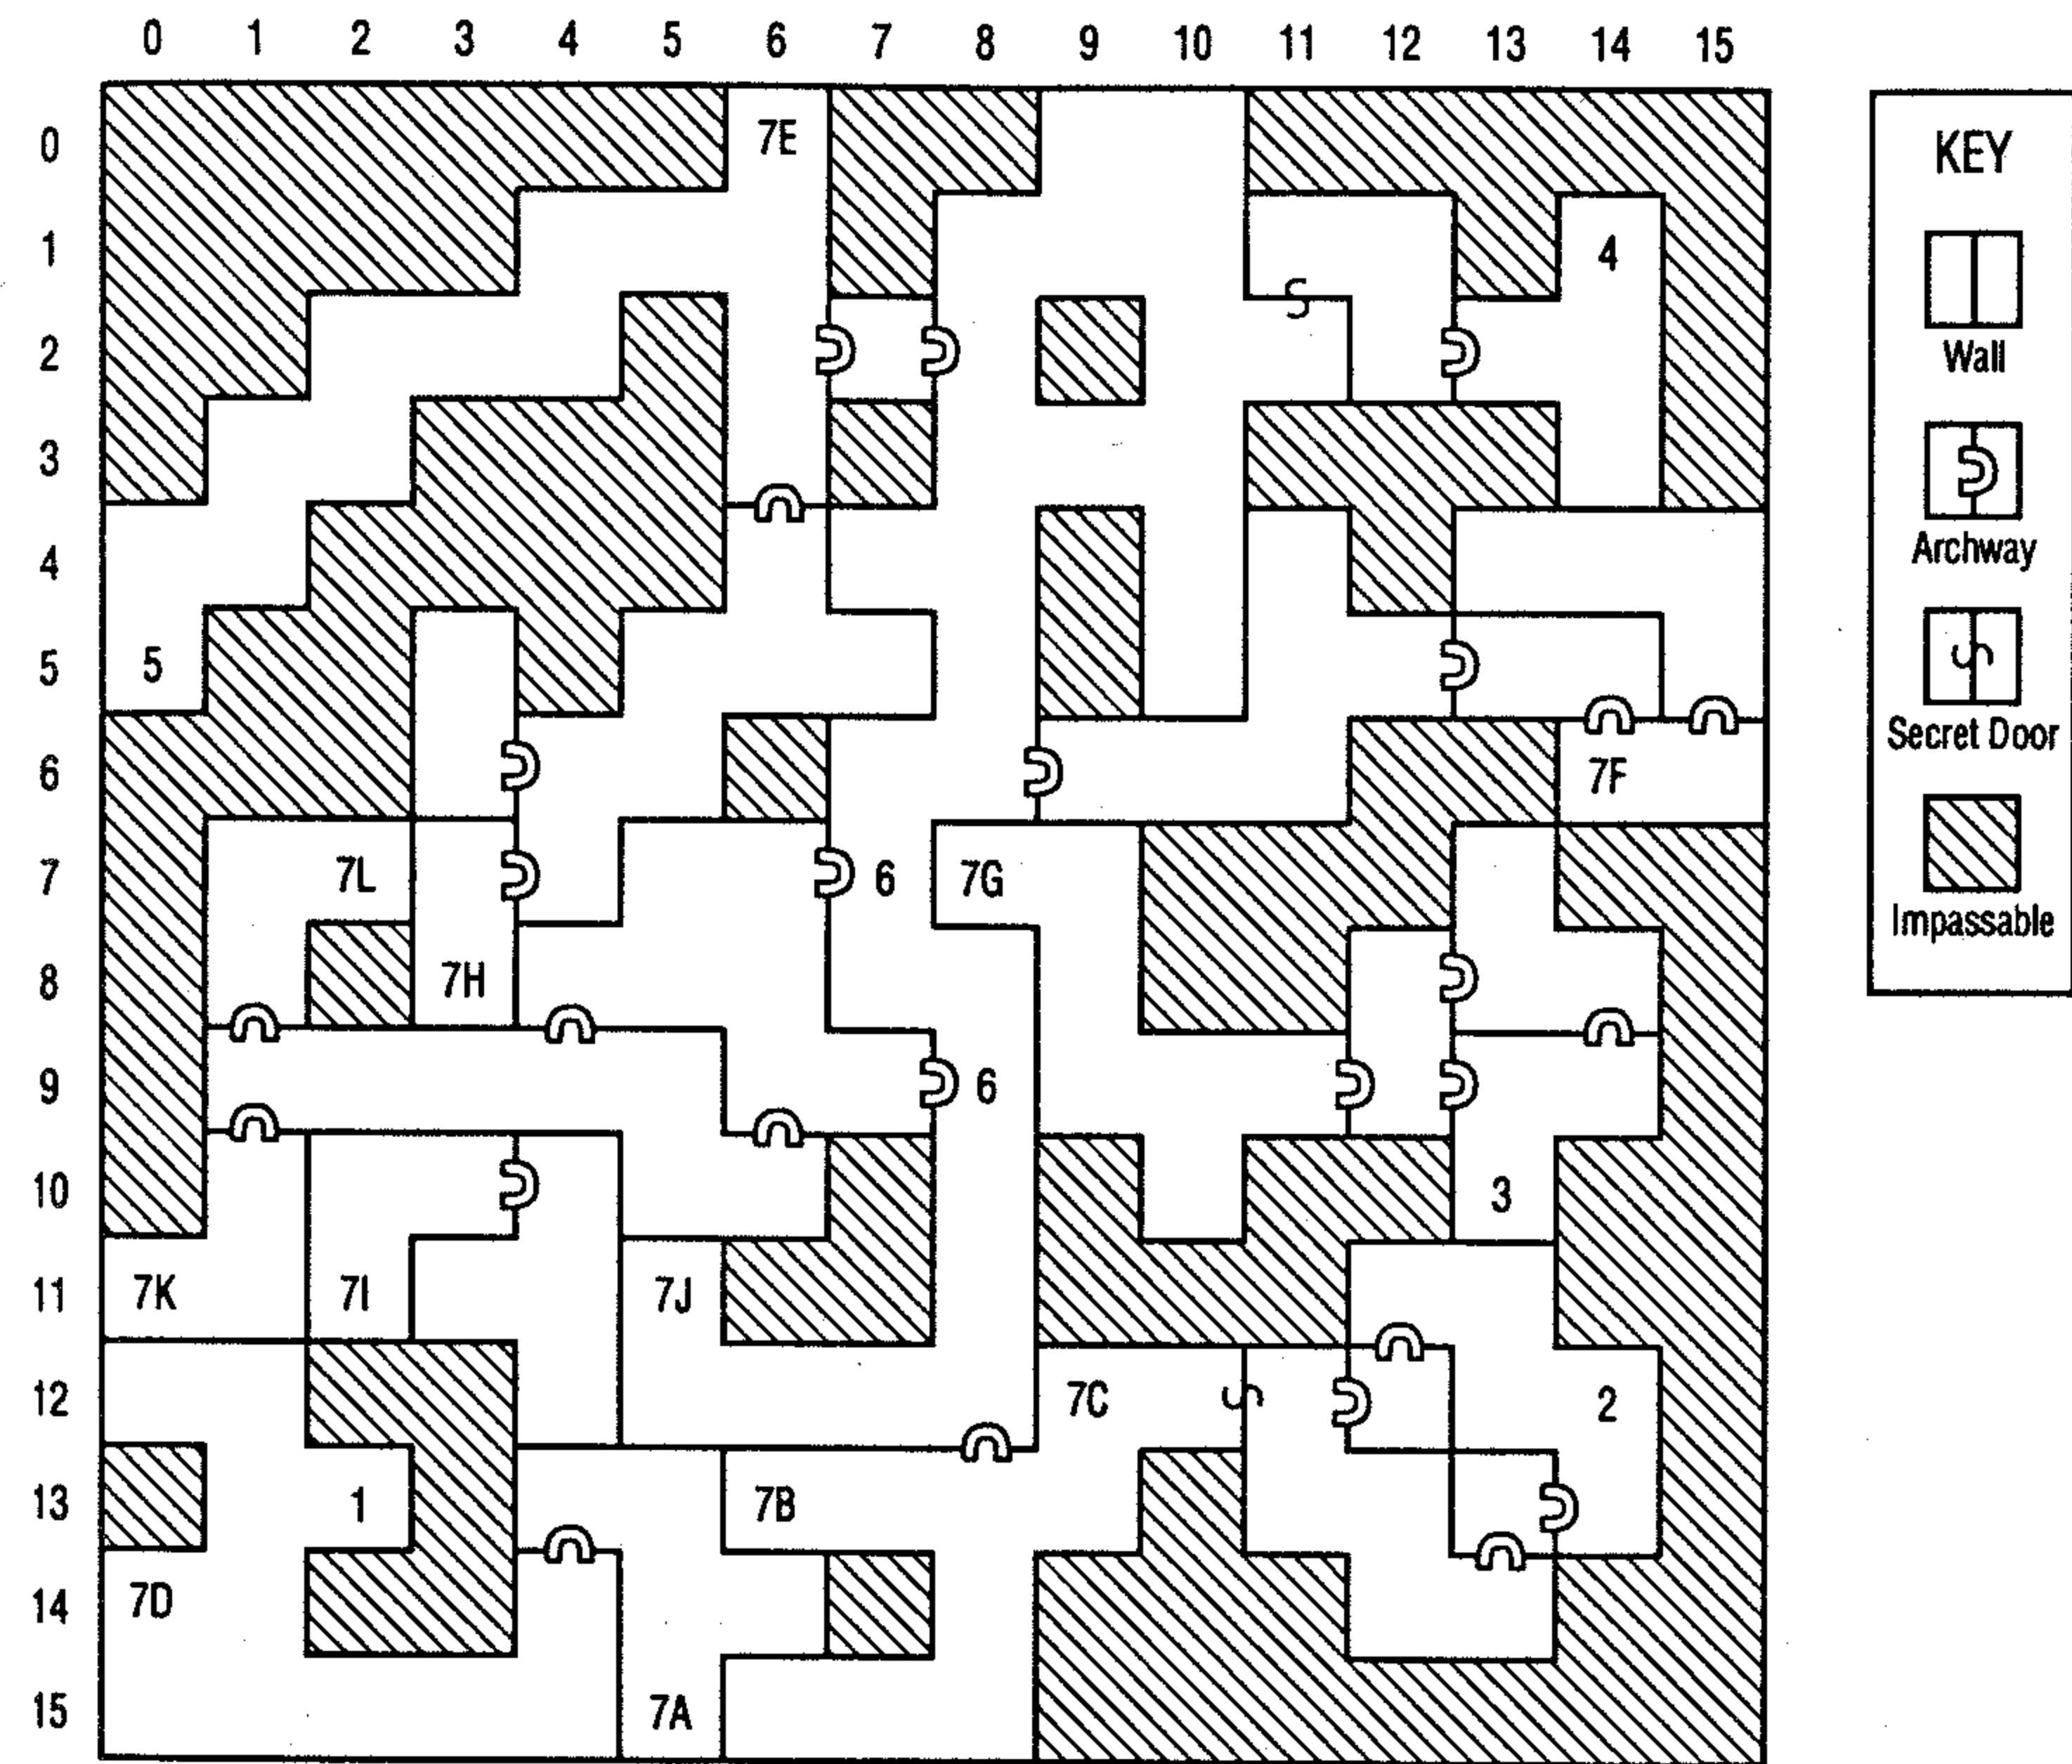 0 1 2 3 4 5 6 7 8 9 10 11 12 13 14 15
0 7E
1 4
2
3
4
5 5
6 7F
7 7L 6 7G
8 7H
9 6
10 3
11 7K 7I 7J
12 7C 2
13 1 7B
14 7D
15 7A
KEY
Wall
Archway
S
Secret Door
Impassable